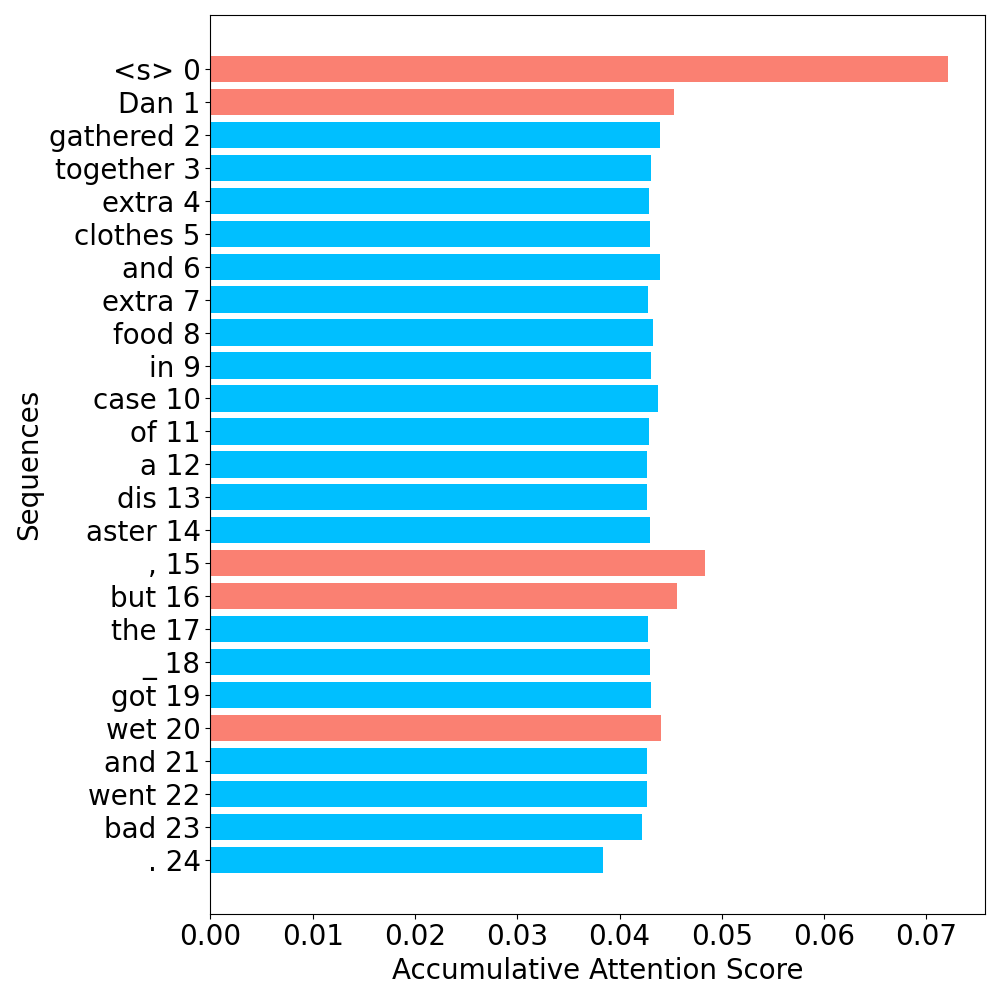 <s> 0
Dan 1
gathered 2
together 3
extra 4
clothes 5
and 6
extra 7
food 8
in 9
case 10
of 11
a 12
dis 13
aster 14
, 15
but 16
the 17
_ 18
got 19
wet 20
and 21
went 22
bad 23
. 24
Sequences
0.00 0.01 0.02 0.03 0.04 0.05 0.06 0.07
Accumulative Attention Score